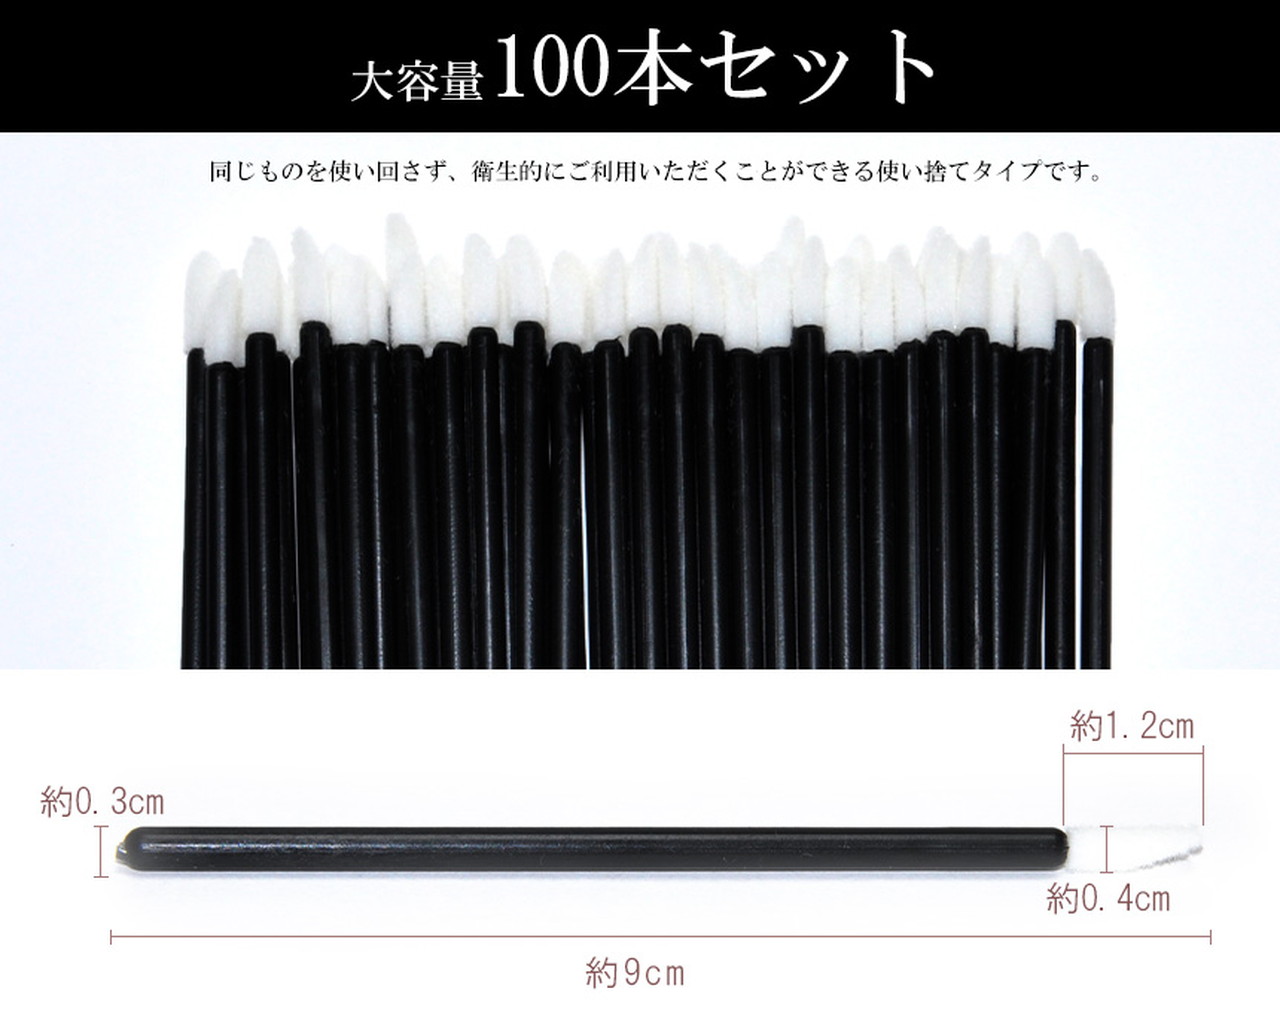 大容量100本セット
同じものを使い回さず、衛生的にご利用いただくことができる使い捨てタイプです。
約1.2cm
約0.3cm
約0.4cm
約9cm